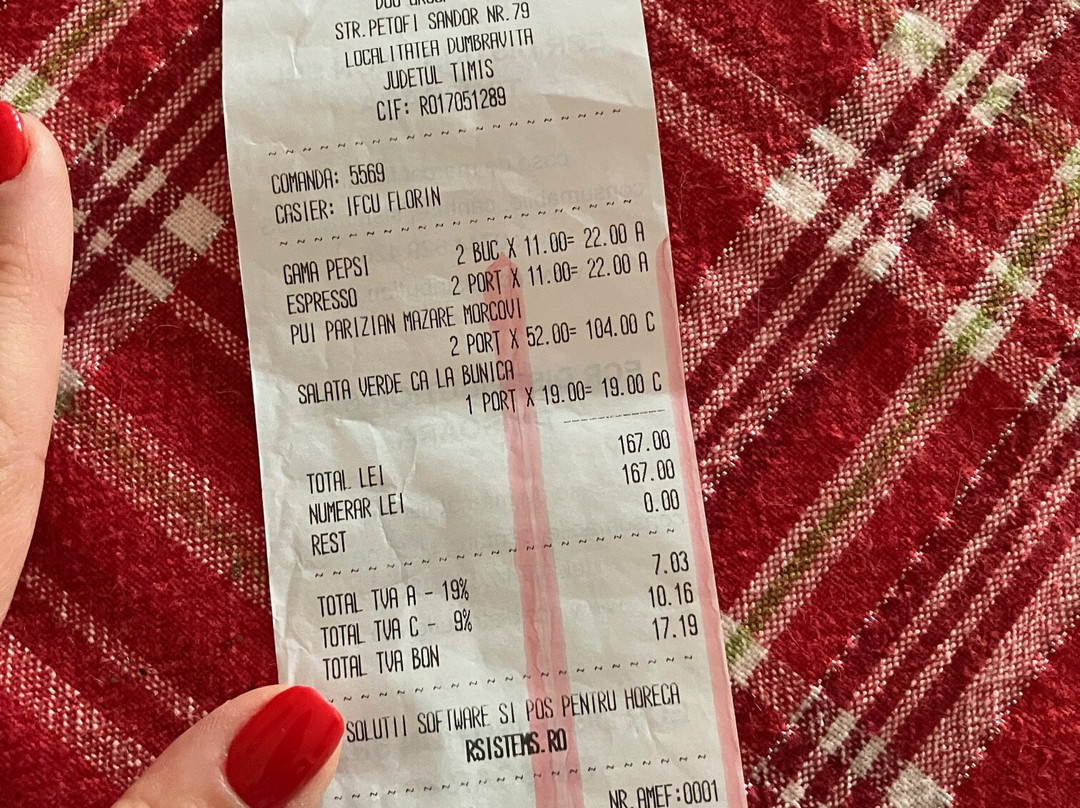 STR.PETOFI SANDOR NR.79
LOCALITATEA DUMBRAVITA
JUDETUL TIMIS
CIF: RO17051289
COMANDA: 5569
CASIER: IFCU FLORIN
GAMA PEPSI 2 BUC X 11.00= 22.00 A
ESPRESSO 2 PORT X 11.00= 22.00 A
PUI PARIZIAN MAZARE MORCOVI
2 PORT X 52.00= 104.00 C
SALATA VERDE CA LA BUNICA
1 PORT X 19.00= 19.00 C
TOTAL LEI 167.00
NUMERAR LEI 167.00
REST 0.00
TOTAL TVA A - 19% 7.03
TOTAL TVA C - 9% 10.16
TOTAL TVA BON 17.19
SOLUTII SOFTWARE SI POS PENTRU HORECA
RSISTEMS.RO
NR.AMEF:0001